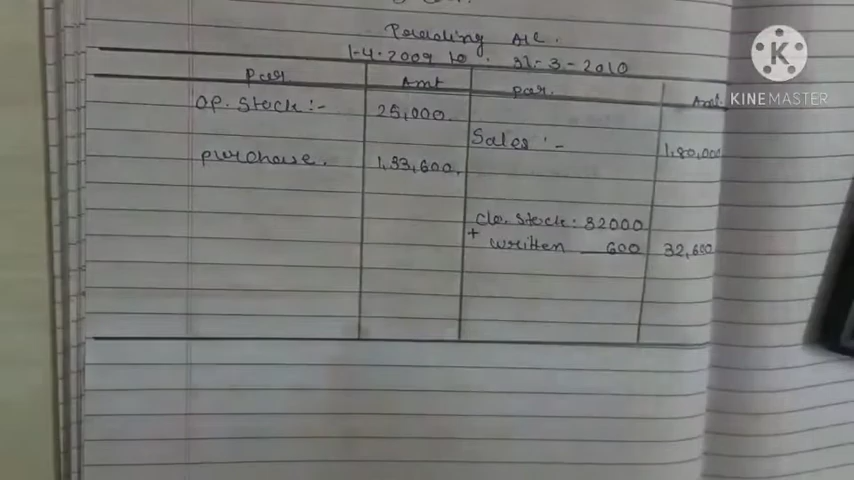 Trading A/c.
1-4-2009 to. 31-3-2010
par. Amt par. Amt
op. Stock :- 25,000
Sales :- 1,80,000
purchase. 1,33,600.
clo. Stock : 32000
+ written 600 32,600
KINEMASTER